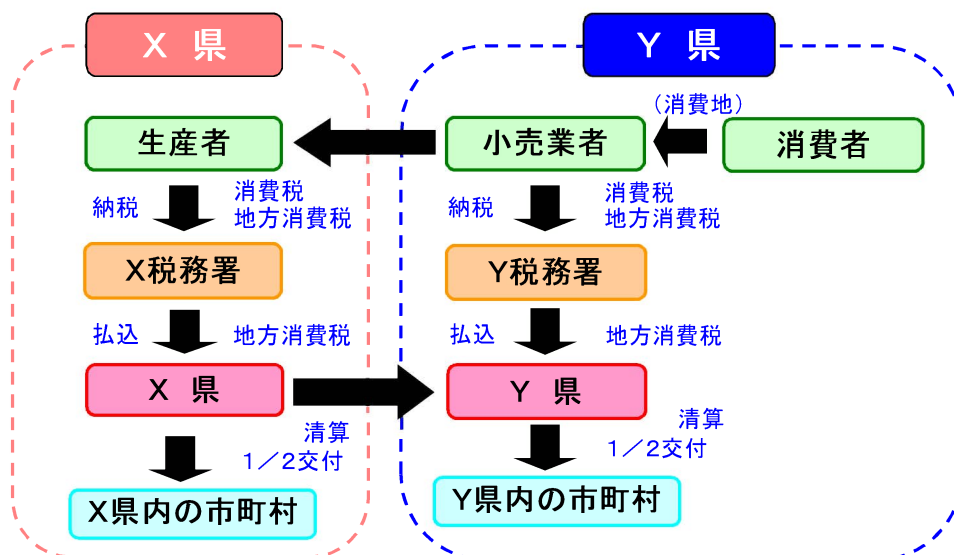 X 県
Y 県
(消費地)
生産者
小売業者
消費者
納税
消費税
地方消費税
納税
消費税
地方消費税
X税務署
Y税務署
払込
地方消費税
払込
地方消費税
X 県
Y 県
清算
1/2交付
清算
1/2交付
X県内の市町村
Y県内の市町村